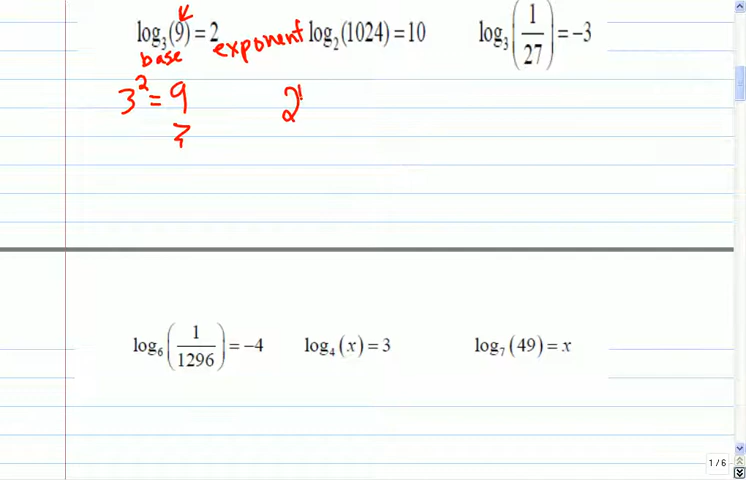 log₃(9) = 2 exponent log₂(1024) = 10 log₃(1/27) = −3
base
3² = 9 2
log₆(1/1296) = −4 log₄(x) = 3 log₇(49) = x
1 / 6